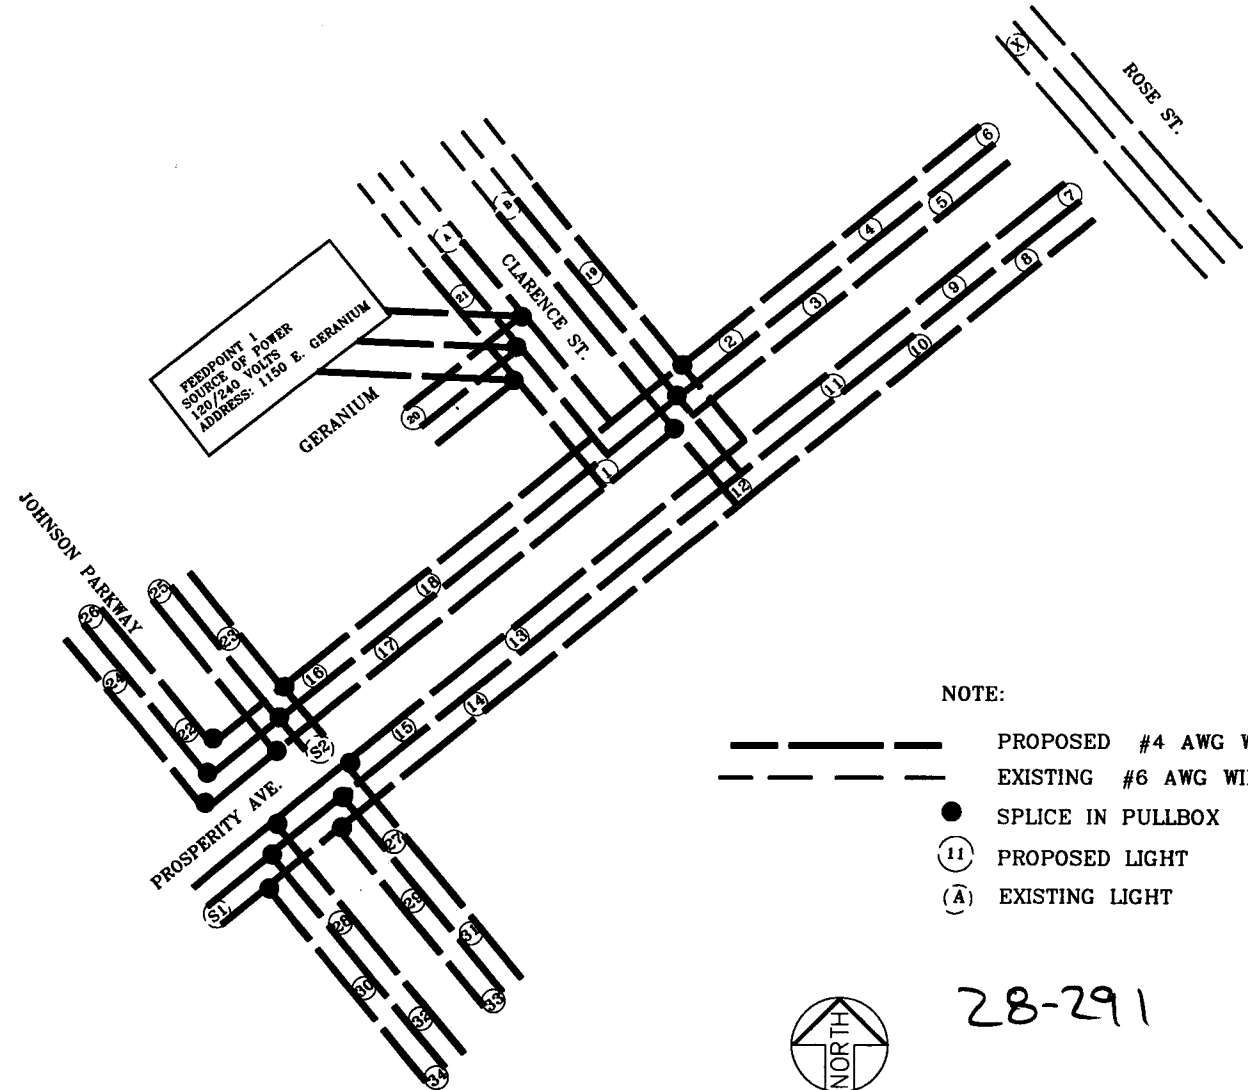 X
ROSE ST.
6
7
B
5
4
A
CLARENCE ST.
19
8
21
3
9
FEEDPOINT 1
SOURCE OF POWER
120/240 VOLTS
ADDRESS: 1150 E. GERANIUM
2
10
GERANIUM
20
11
1
12
JOHNSON PARKWAY
25
18
26
23
13
17
16
24
22
14
15
S2
PROSPERITY AVE.
27
S1
29
28
31
30
33
32
34
NOTE:
PROPOSED #4 AWG W
EXISTING #6 AWG WI
SPLICE IN PULLBOX
11 PROPOSED LIGHT
A EXISTING LIGHT
28-291
NORTH